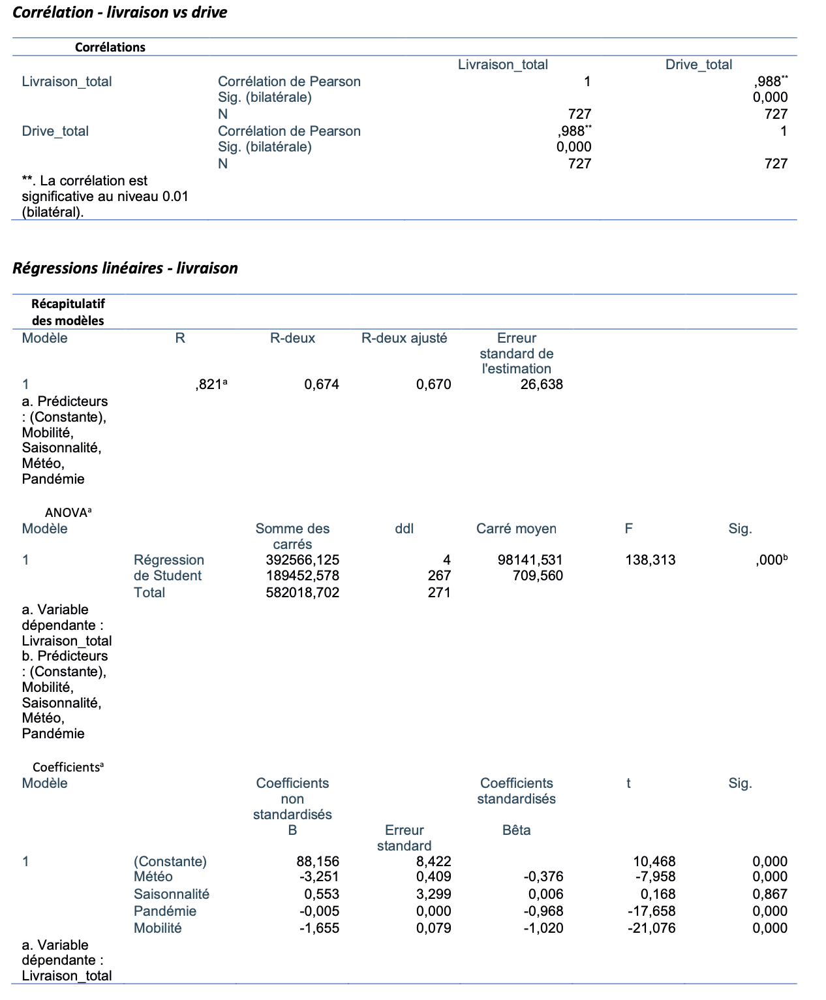 Corrélation - livraison vs drive
Corrélations
Livraison_total Drive_total
Livraison_total Corrélation de Pearson 1 ,988**
Sig. (bilatérale) 0,000
N 727 727
Drive_total Corrélation de Pearson ,988** 1
Sig. (bilatérale) 0,000
N 727 727
**. La corrélation est
significative au niveau 0.01
(bilatéral).
Régressions linéaires - livraison
Récapitulatif
des modèles
Modèle R R-deux R-deux ajusté Erreur
standard de
l'estimation
1 ,821a 0,674 0,670 26,638
a. Prédicteurs
: (Constante),
Mobilité,
Saisonnalité,
Météo,
Pandémie
ANOVAa
Modèle Somme des ddl Carré moyen F Sig.
carrés
1 Régression 392566,125 4 98141,531 138,313 ,000b
de Student 189452,578 267 709,560
Total 582018,702 271
a. Variable
dépendante :
Livraison_total
b. Prédicteurs
: (Constante),
Mobilité,
Saisonnalité,
Météo,
Pandémie
Coefficientsa
Modèle Coefficients Coefficients t Sig.
non standardisés
standardisés
B Erreur Bêta
standard
1 (Constante) 88,156 8,422 10,468 0,000
Météo -3,251 0,409 -0,376 -7,958 0,000
Saisonnalité 0,553 3,299 0,006 0,168 0,867
Pandémie -0,005 0,000 -0,968 -17,658 0,000
Mobilité -1,655 0,079 -1,020 -21,076 0,000
a. Variable
dépendante :
Livraison_total